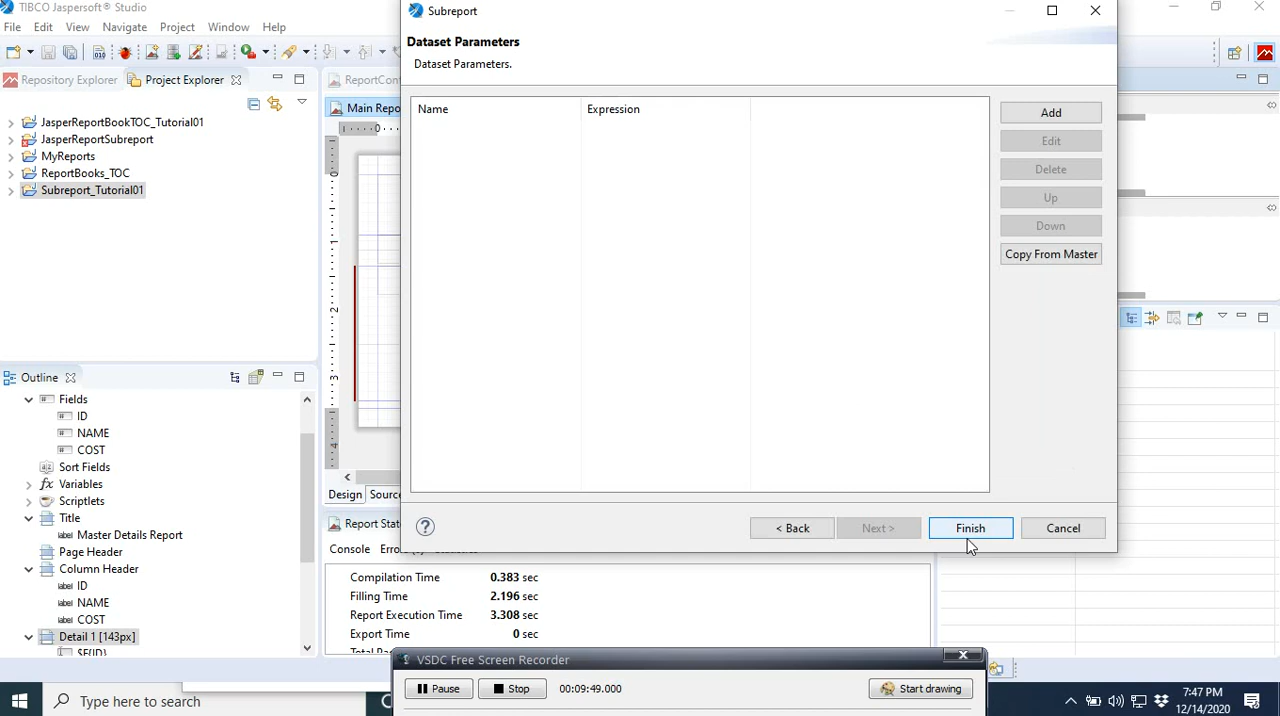 TIBCO Jaspersoft® Studio
File Edit View Navigate Project Window Help
Repository Explorer
Project Explorer
JasperReportBookTOC_Tutorial01
JasperReportSubreport
MyReports
ReportBooks_TOC
Subreport_Tutorial01
Outline
Fields
ID
NAME
COST
Sort Fields
Variables
Scriptlets
Title
Master Details Report
Page Header
Column Header
ID
NAME
COST
Detail 1 [143px]
$F{ID}
Main Repo
Design Source
Report Stat
Console Errors
Compilation Time 0.383 sec
Filling Time 2.196 sec
Report Execution Time 3.308 sec
Export Time 0 sec
Subreport
Dataset Parameters
Dataset Parameters.
Name Expression
Add
Edit
Delete
Up
Down
Copy From Master
< Back
Next >
Finish
Cancel
VSDC Free Screen Recorder
Pause
Stop
00:09:49.000
Start drawing
Type here to search
7:47 PM
12/14/2020